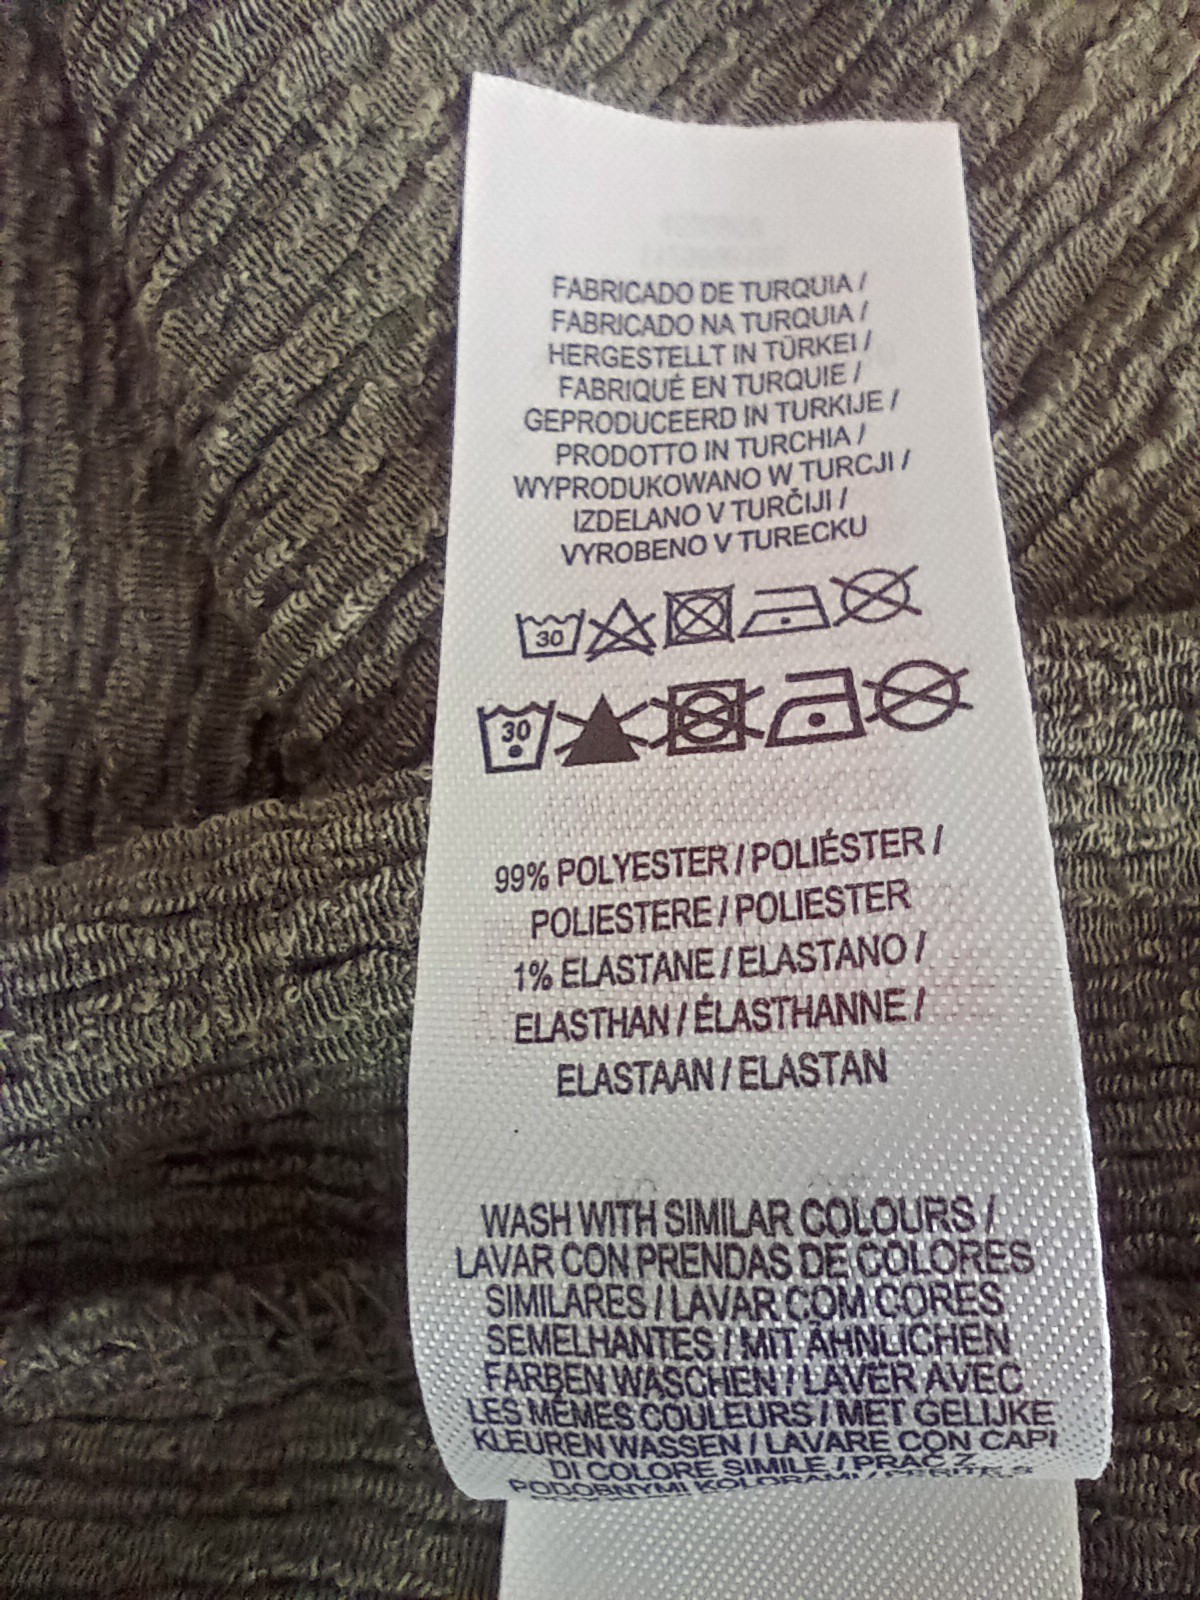 FABRICADO DE TURQUIA /
FABRICADO NA TURQUIA /
HERGESTELLT IN TÜRKEI /
FABRIQUÉ EN TURQUIE /
GEPRODUCEERD IN TURKIJE /
PRODOTTO IN TURCHIA /
WYPRODUKOWANO W TURCJI /
IZDELANO V TURČIJI /
VYROBENO V TURECKU
30
30
99% POLYESTER / POLIÉSTER /
POLIESTERE / POLIESTER
1% ELASTANE / ELASTANO /
ELASTHAN / ÉLASTHANNE /
ELASTAAN / ELASTAN
WASH WITH SIMILAR COLOURS /
LAVAR CON PRENDAS DE COLORES
SIMILARES / LAVAR COM CORES
SEMELHANTES / MIT ÄHNLICHEN
FARBEN WASCHEN / LAVER AVEC
LES MÊMES COULEURS / MET GELIJKE
KLEUREN WASSEN / LAVARE CON CAPI
DI COLORE SIMILE / PRAĆ Z
PODOBNYMI KOLORAMI / PERITE S